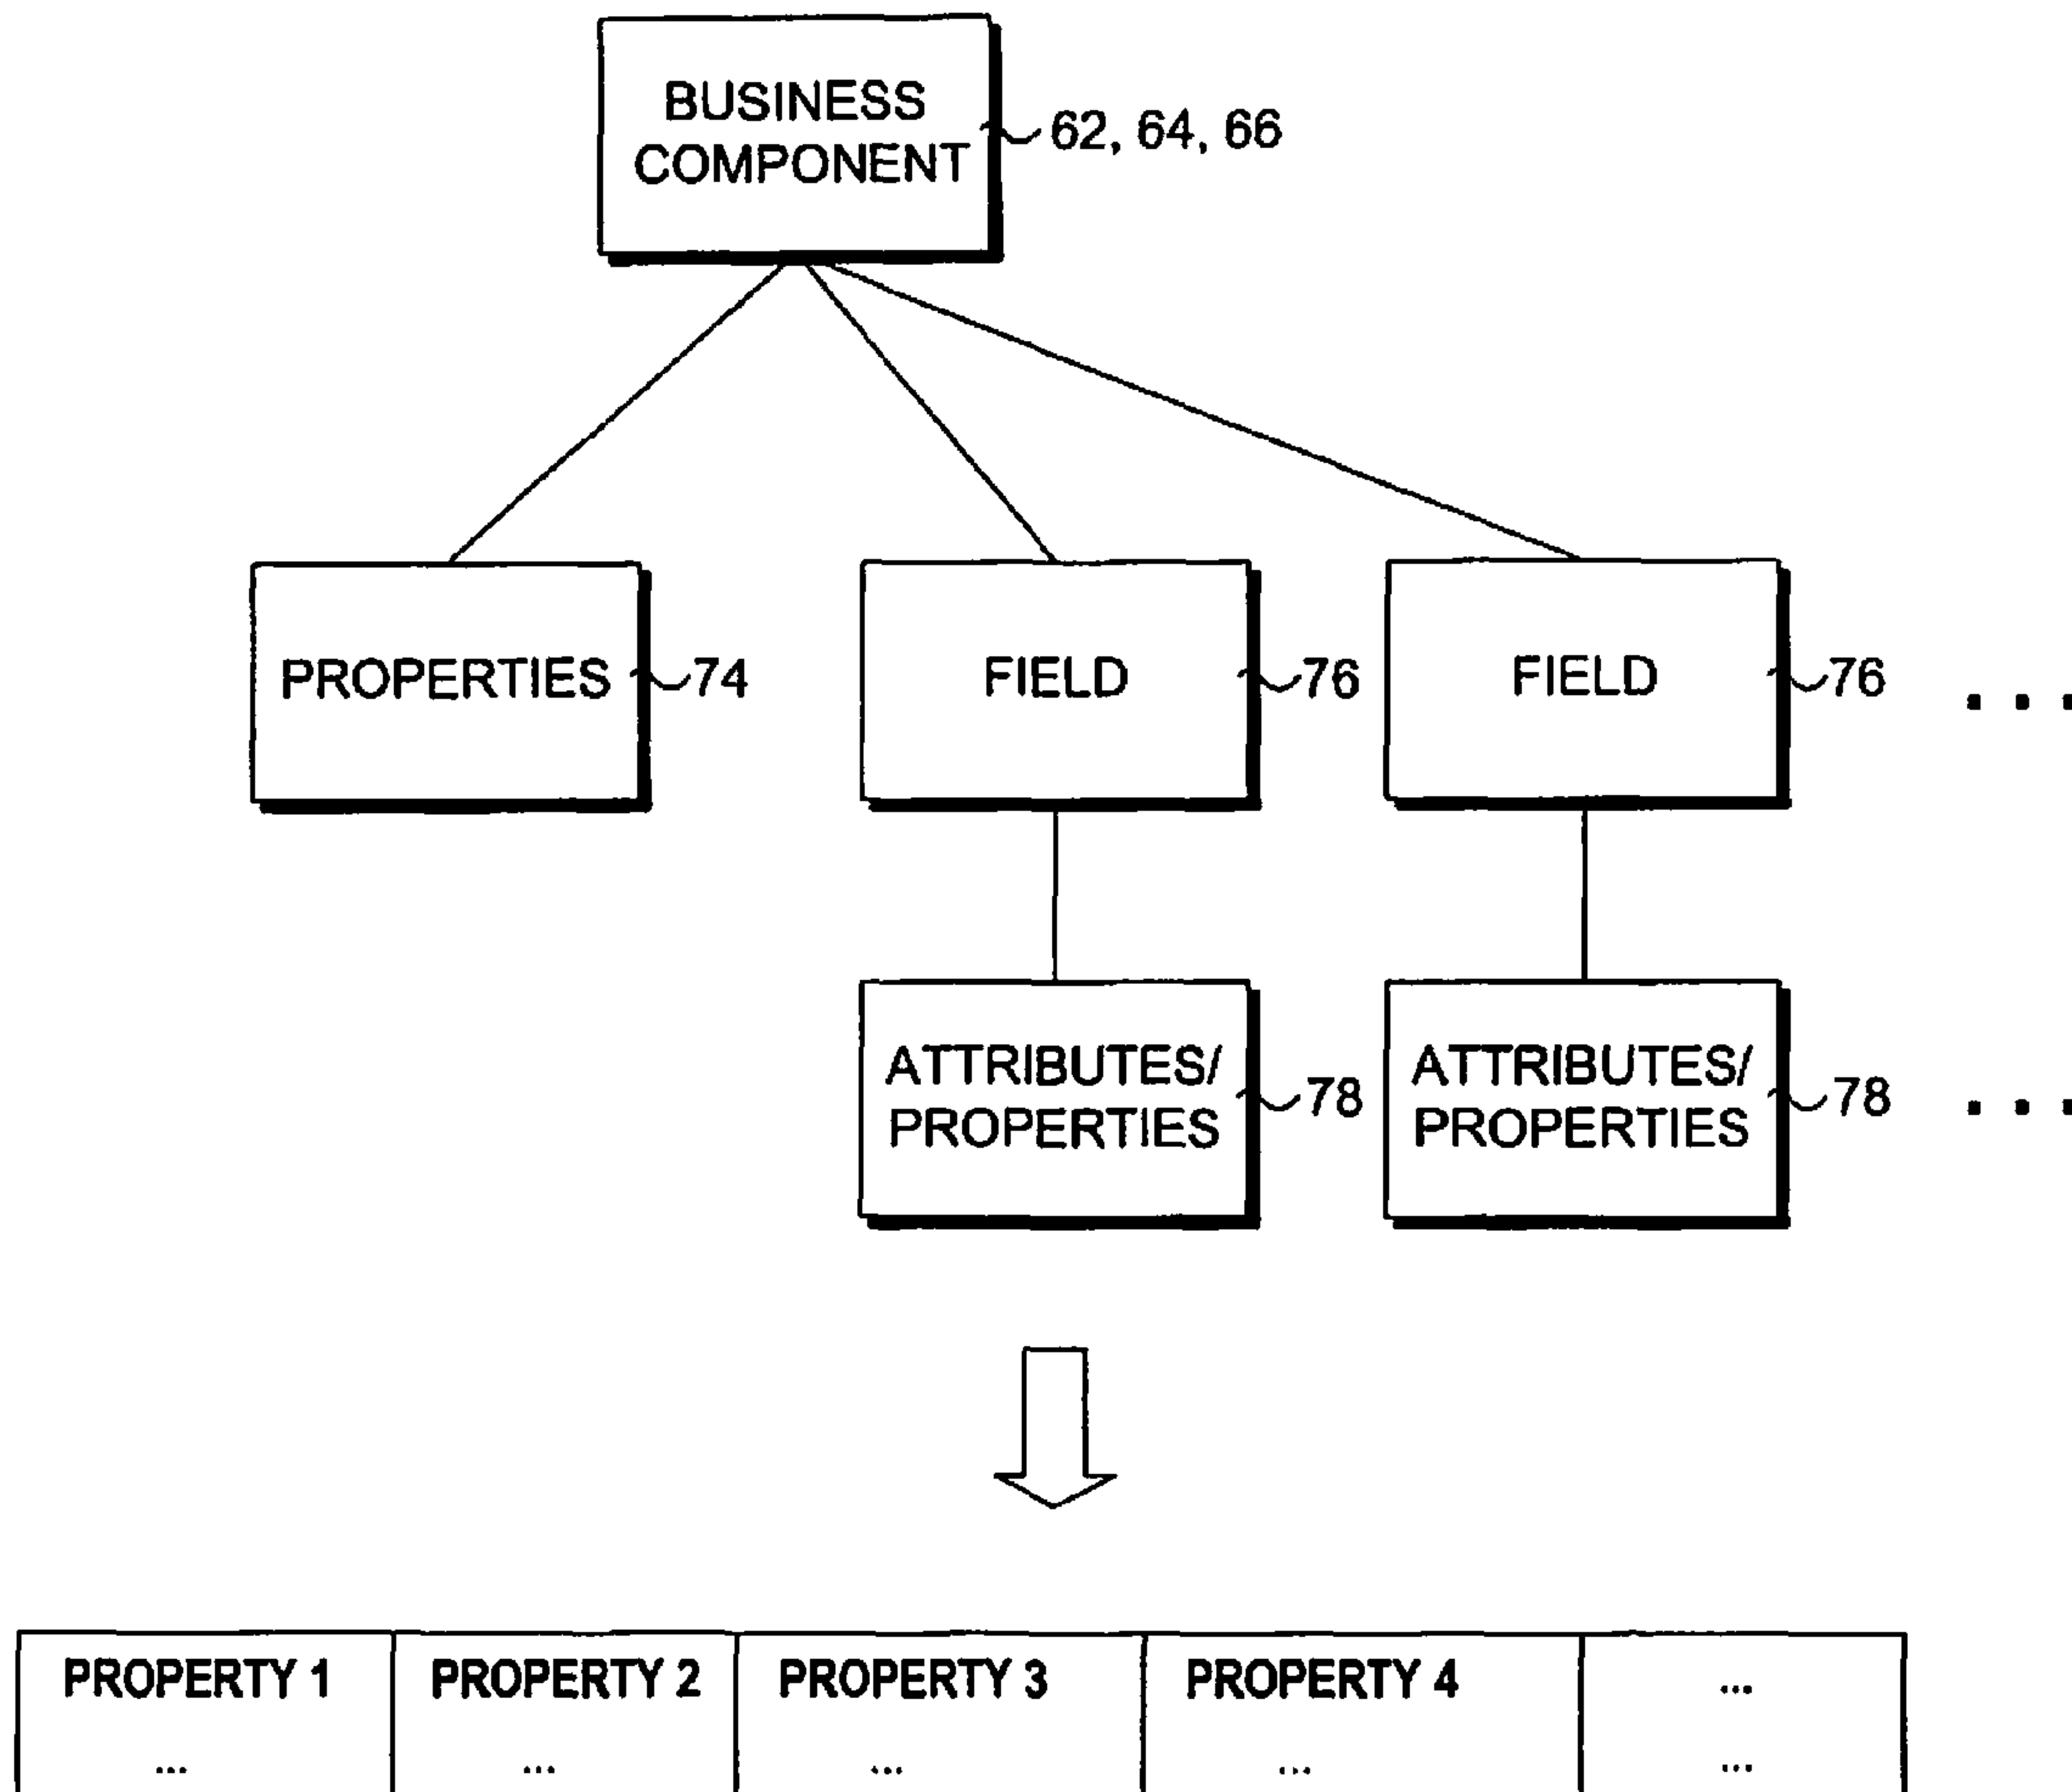 BUSINESS
COMPONENT
62, 64, 66
PROPERTIES
74
FIELD
76
FIELD
76
. . .
ATTRIBUTES/
PROPERTIES
78
ATTRIBUTES/
PROPERTIES
78
. . .
PROPERTY 1
PROPERTY 2
PROPERTY 3
PROPERTY 4
...
...
...
...
...
...